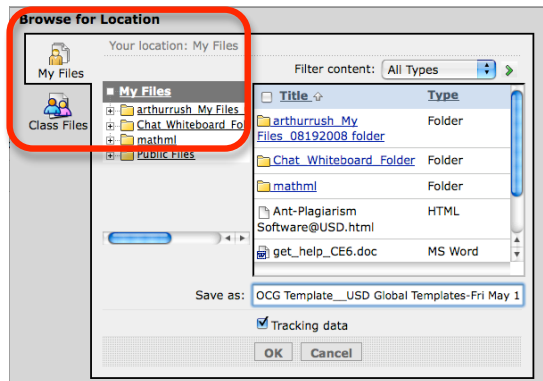 Browse for Location
My Files
Class Files
Your location: My Files
Filter content: All Types
My Files
arthurrush_My Files_
Chat_Whiteboard_Fol
mathml
Public Files
Title Type
arthurrush_My
Files_08192008 folder Folder
Chat_Whiteboard_Folder Folder
mathml Folder
Ant-Plagiarism HTML
Software@USD.html
get_help_CE6.doc MS Word
Save as: OCG Template__USD Global Templates-Fri May 1
Tracking data
OK Cancel